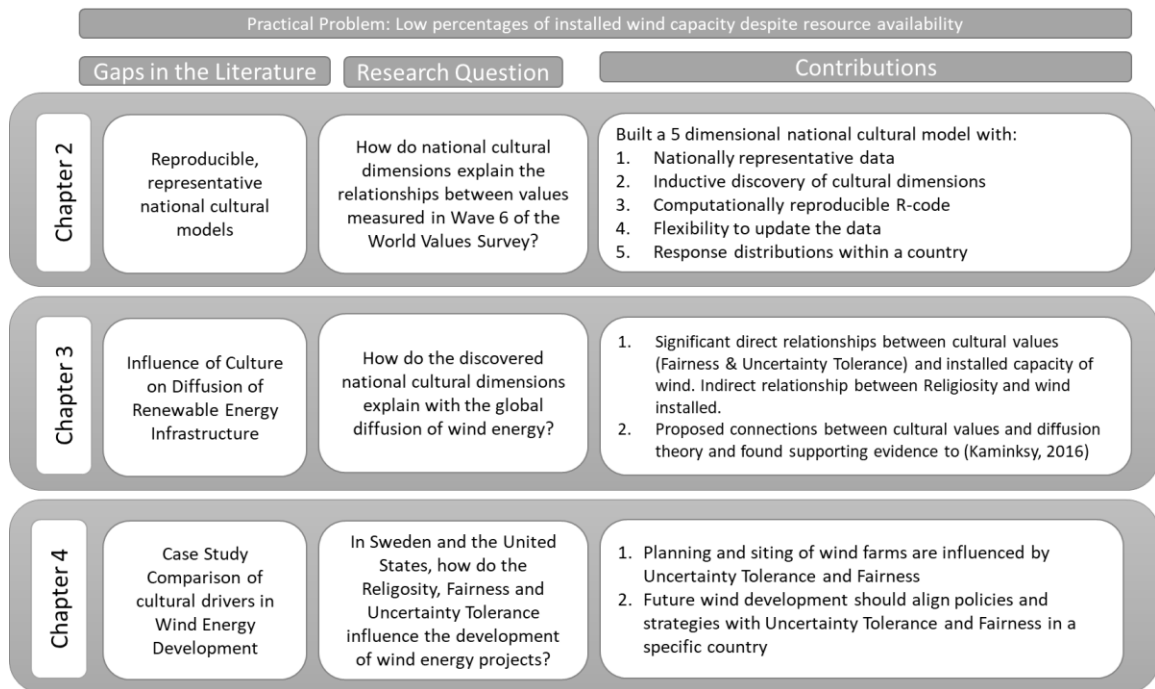 Practical Problem: Low percentages of installed wind capacity despite resource availability
Gaps in the Literature
Research Question
Contributions
Chapter 2
Reproducible,
representative
national cultural
models
How do national cultural
dimensions explain the
relationships between values
measured in Wave 6 of the
World Values Survey?
Built a 5 dimensional national cultural model with:
1. Nationally representative data
2. Inductive discovery of cultural dimensions
3. Computationally reproducible R-code
4. Flexibility to update the data
5. Response distributions within a country
Chapter 3
Influence of Culture
on Diffusion of
Renewable Energy
Infrastructure
How do the discovered
national cultural dimensions
explain with the global
diffusion of wind energy?
1. Significant direct relationships between cultural values
(Fairness & Uncertainty Tolerance) and installed capacity of
wind. Indirect relationship between Religiosity and wind
installed.
2. Proposed connections between cultural values and diffusion
theory and found supporting evidence to (Kaminksy, 2016)
Chapter 4
Case Study
Comparison of
cultural drivers in
Wind Energy
Development
In Sweden and the United
States, how do the
Religosity, Fairness and
Uncertainty Tolerance
influence the development
of wind energy projects?
1. Planning and siting of wind farms are influenced by
Uncertainty Tolerance and Fairness
2. Future wind development should align policies and
strategies with Uncertainty Tolerance and Fairness in a
specific country